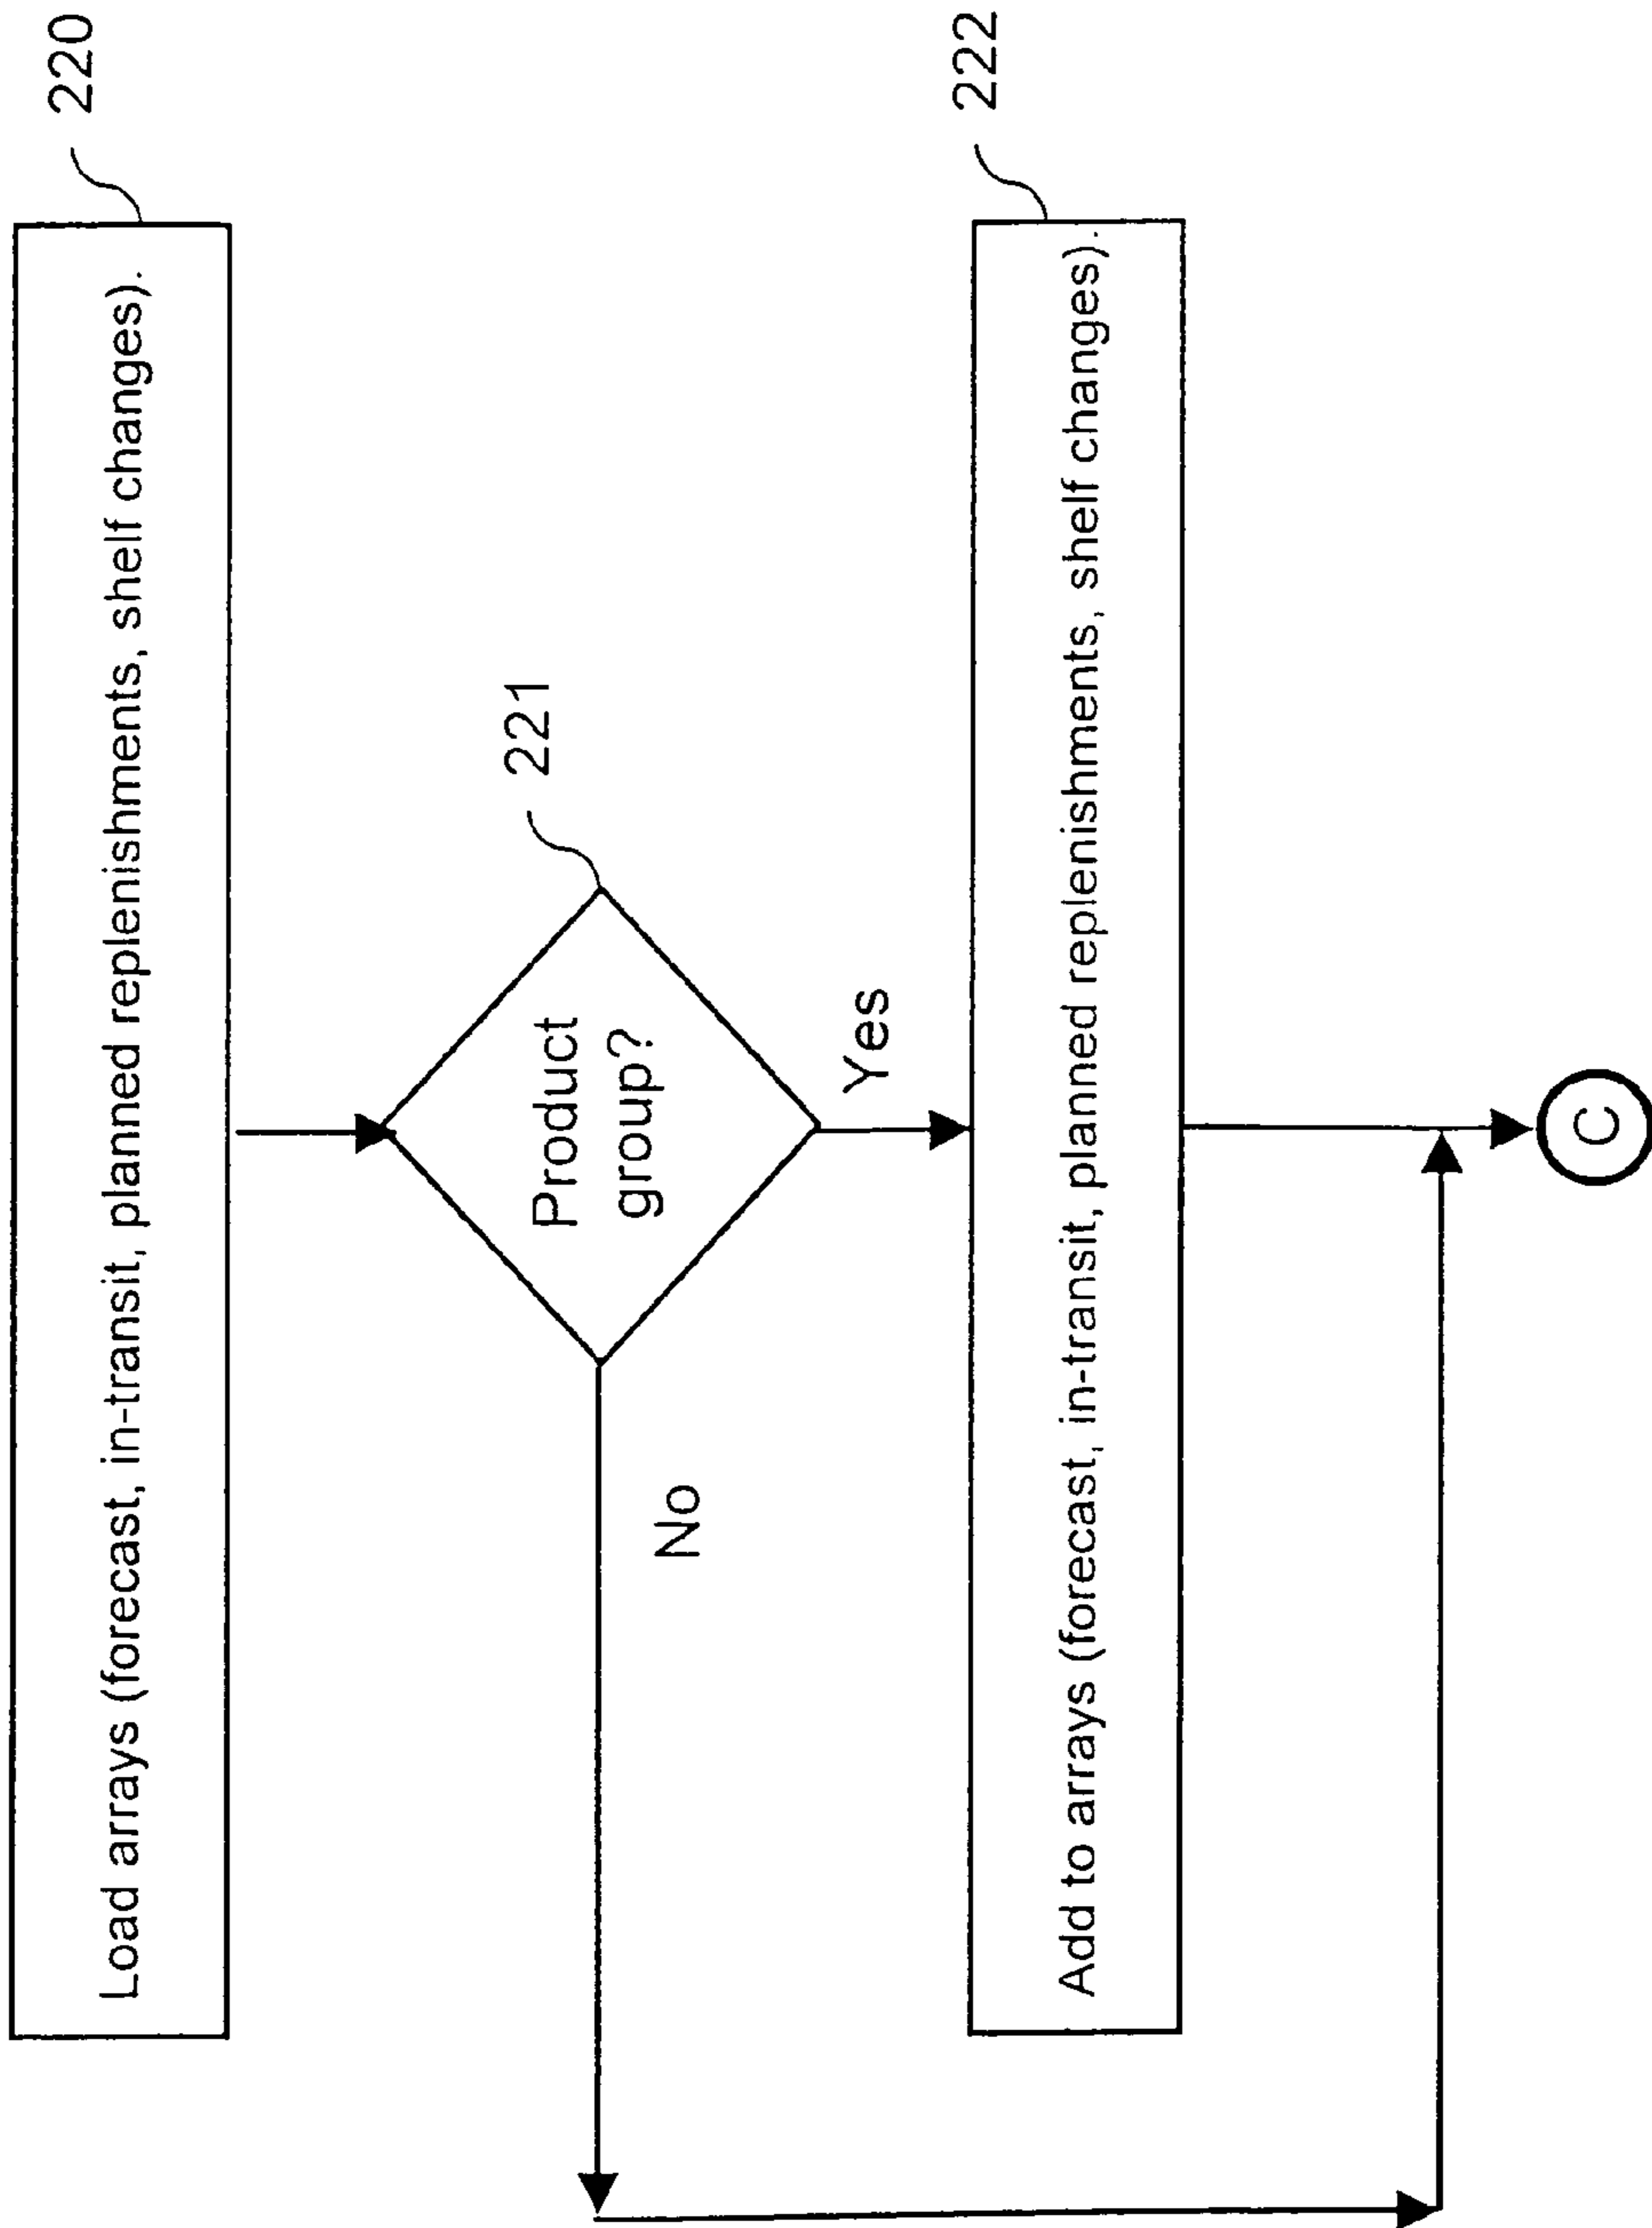 220
Load arrays (forecast, in-transit, planned replenishments, shelf changes).
221
Product
group?
No
Yes
222
Add to arrays (forecast, in-transit, planned replenishments, shelf changes).
C